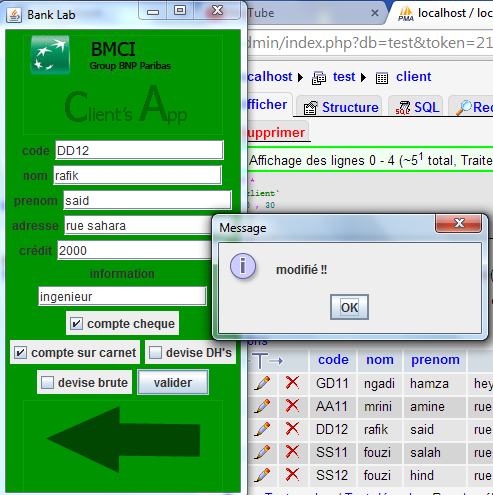 Bank Lab
BMCI
Group BNP Paribas
Client's App
code DD12
nom rafik
prenom said
adresse rue sahara
crédit 2000
information
ingenieur
compte cheque
compte sur carnet devise DH's
devise brute valider
Tube localhost / loc
dmin/index.php?db=test&token=21
ocalhost test client
fficher Structure SQL Rec
upprimer
Affichage des lignes 0 - 4 (~5¹ total, Traite
client`
, 30
Message
modifié !!
OK
ons
code nom prenom
GD11 ngadi hamza hey
AA11 mrini amine rue
DD12 rafik said rue
SS11 fouzi salah rue
SS12 fouzi hind rue